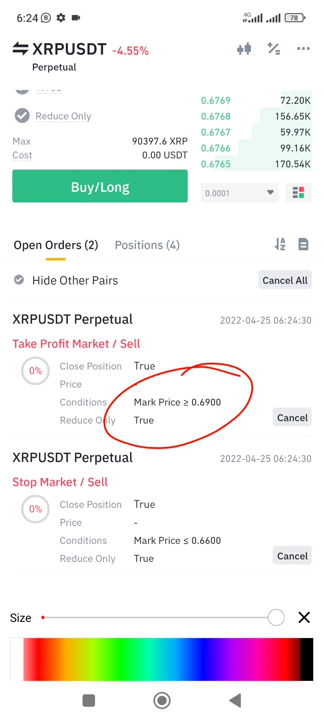 6:24
4G
78
XRPUSDT -4.55%
Perpetual
0.6769 72.20K
Reduce Only
0.6768 156.65K
0.6767 59.97K
Max 90397.6 XRP
0.6766 99.16K
Cost 0.00 USDT
0.6765 170.54K
Buy/Long
0.0001
Open Orders (2) Positions (4)
Hide Other Pairs Cancel All
XRPUSDT Perpetual 2022-04-25 06:24:30
Take Profit Market / Sell
0%
Close Position True
Price -
Conditions Mark Price ≥ 0.6900
Reduce Only True
Cancel
XRPUSDT Perpetual 2022-04-25 06:24:30
Stop Market / Sell
0%
Close Position True
Price -
Conditions Mark Price ≤ 0.6600
Reduce Only True
Cancel
Size